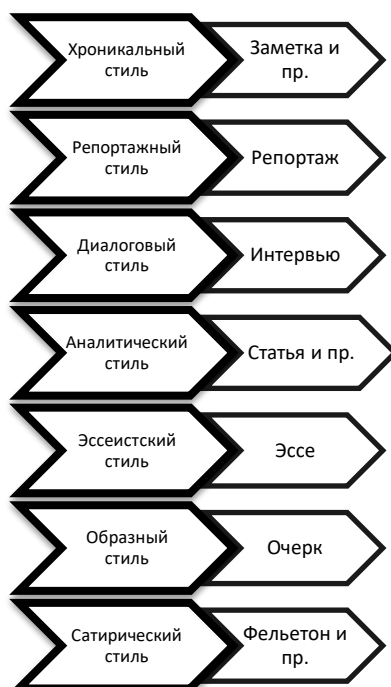 Хроникальный
стиль
Заметка и
пр.
Репортажный
стиль
Репортаж
Диалоговый
стиль
Интервью
Аналитический
стиль
Статья и пр.
Эссеистский
стиль
Эссе
Образный
стиль
Очерк
Сатирический
стиль
Фельетон и
пр.